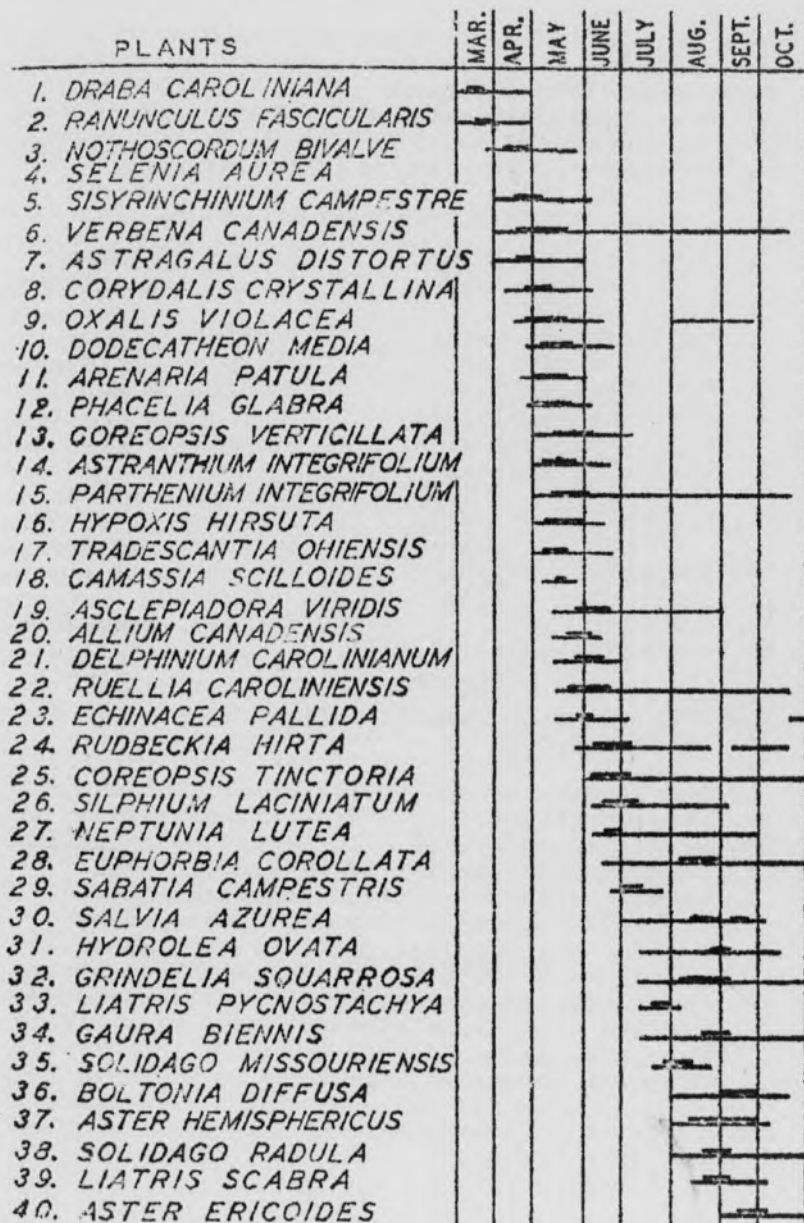 PLANTS MAR. APR. MAY JUNE JULY AUG. SEPT. OCT.
1. DRABA CAROLINIANA
2. RANUNCULUS FASCICULARIS
3. NOTHOSCORDUM BIVALVE
4. SELENIA AUREA
5. SISYRINCHINIUM CAMPESTRE
6. VERBENA CANADENSIS
7. ASTRAGALUS DISTORTUS
8. CORYDALIS CRYSTALLINA
9. OXALIS VIOLACEA
10. DODECATHEON MEDIA
11. ARENARIA PATULA
12. PHACELIA GLABRA
13. COREOPSIS VERTICILLATA
14. ASTRANTHIUM INTEGRIFOLIUM
15. PARTHENIUM INTEGRIFOLIUM
16. HYPOXIS HIRSUTA
17. TRADESCANTIA OHIENSIS
18. CAMASSIA SCILLOIDES
19. ASCLEPIADORA VIRIDIS
20. ALLIUM CANADENSIS
21. DELPHINIUM CAROLINIANUM
22. RUELLIA CAROLINIENSIS
23. ECHINACEA PALLIDA
24. RUDBECKIA HIRTA
25. COREOPSIS TINCTORIA
26. SILPHIUM LACINIATUM
27. NEPTUNIA LUTEA
28. EUPHORBIA COROLLATA
29. SABATIA CAMPESTRIS
30. SALVIA AZUREA
31. HYDROLEA OVATA
32. GRINDELIA SQUARROSA
33. LIATRIS PYCNOSTACHYA
34. GAURA BIENNIS
35. SOLIDAGO MISSOURIENSIS
36. BOLTONIA DIFFUSA
37. ASTER HEMISPHERICUS
38. SOLIDAGO RADULA
39. LIATRIS SCABRA
40. ASTER ERICOIDES